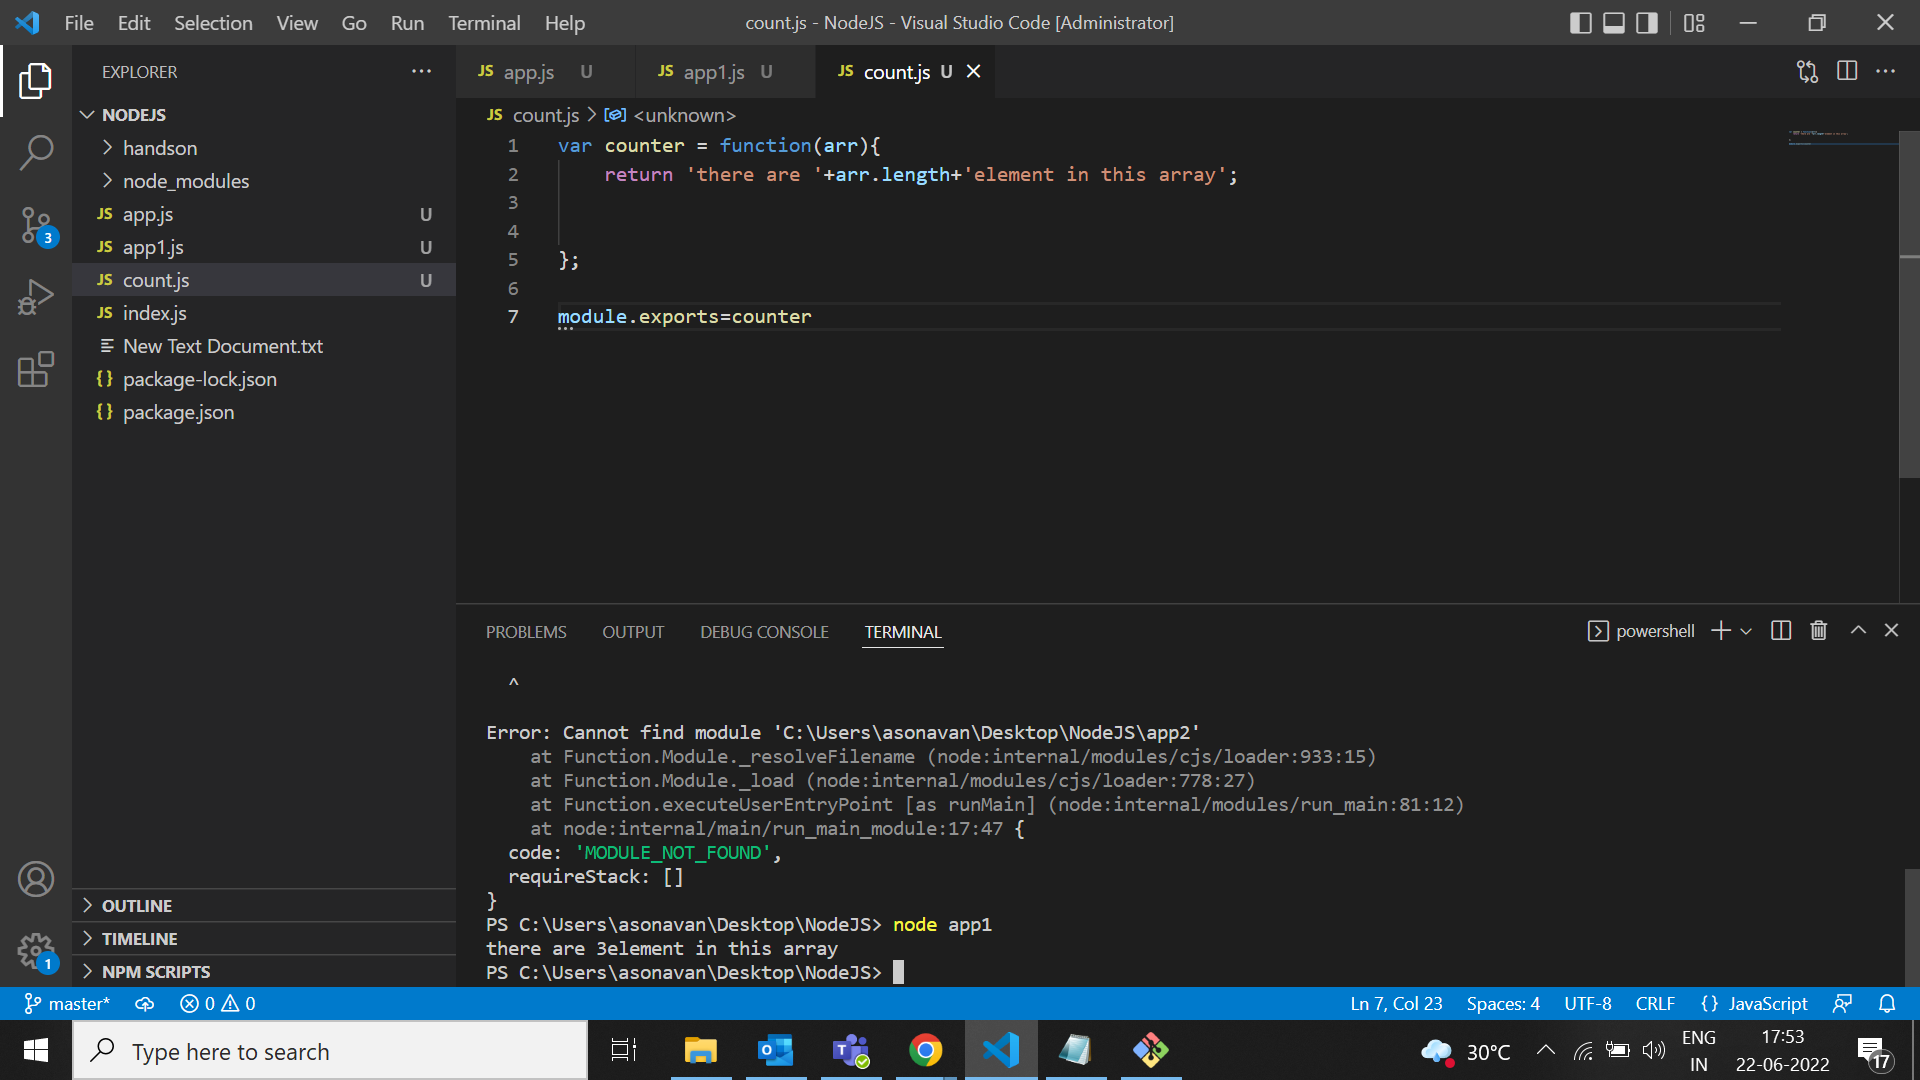 File Edit Selection View Go Run Terminal Help
count.js - NodeJS - Visual Studio Code [Administrator]
EXPLORER
NODEJS
handson
node_modules
JS app.js U
JS app1.js U
JS count.js U
JS index.js
New Text Document.txt
{} package-lock.json
{} package.json
3
OUTLINE
TIMELINE
NPM SCRIPTS
1
JS app.js U JS app1.js U JS count.js U
JS count.js > <unknown>
1 var counter = function(arr){
2 return 'there are '+arr.length+'element in this array';
3
4
5 };
6
7 module.exports=counter
PROBLEMS OUTPUT DEBUG CONSOLE TERMINAL
powershell
^
Error: Cannot find module 'C:\Users\asonavan\Desktop\NodeJS\app2'
at Function.Module._resolveFilename (node:internal/modules/cjs/loader:933:15)
at Function.Module._load (node:internal/modules/cjs/loader:778:27)
at Function.executeUserEntryPoint [as runMain] (node:internal/modules/run_main:81:12)
at node:internal/main/run_main_module:17:47 {
code: 'MODULE_NOT_FOUND',
requireStack: []
}
PS C:\Users\asonavan\Desktop\NodeJS> node app1
there are 3element in this array
PS C:\Users\asonavan\Desktop\NodeJS>
master* 0 0 Ln 7, Col 23 Spaces: 4 UTF-8 CRLF {} JavaScript
Type here to search
30°C
ENG
IN
17:53
22-06-2022
17